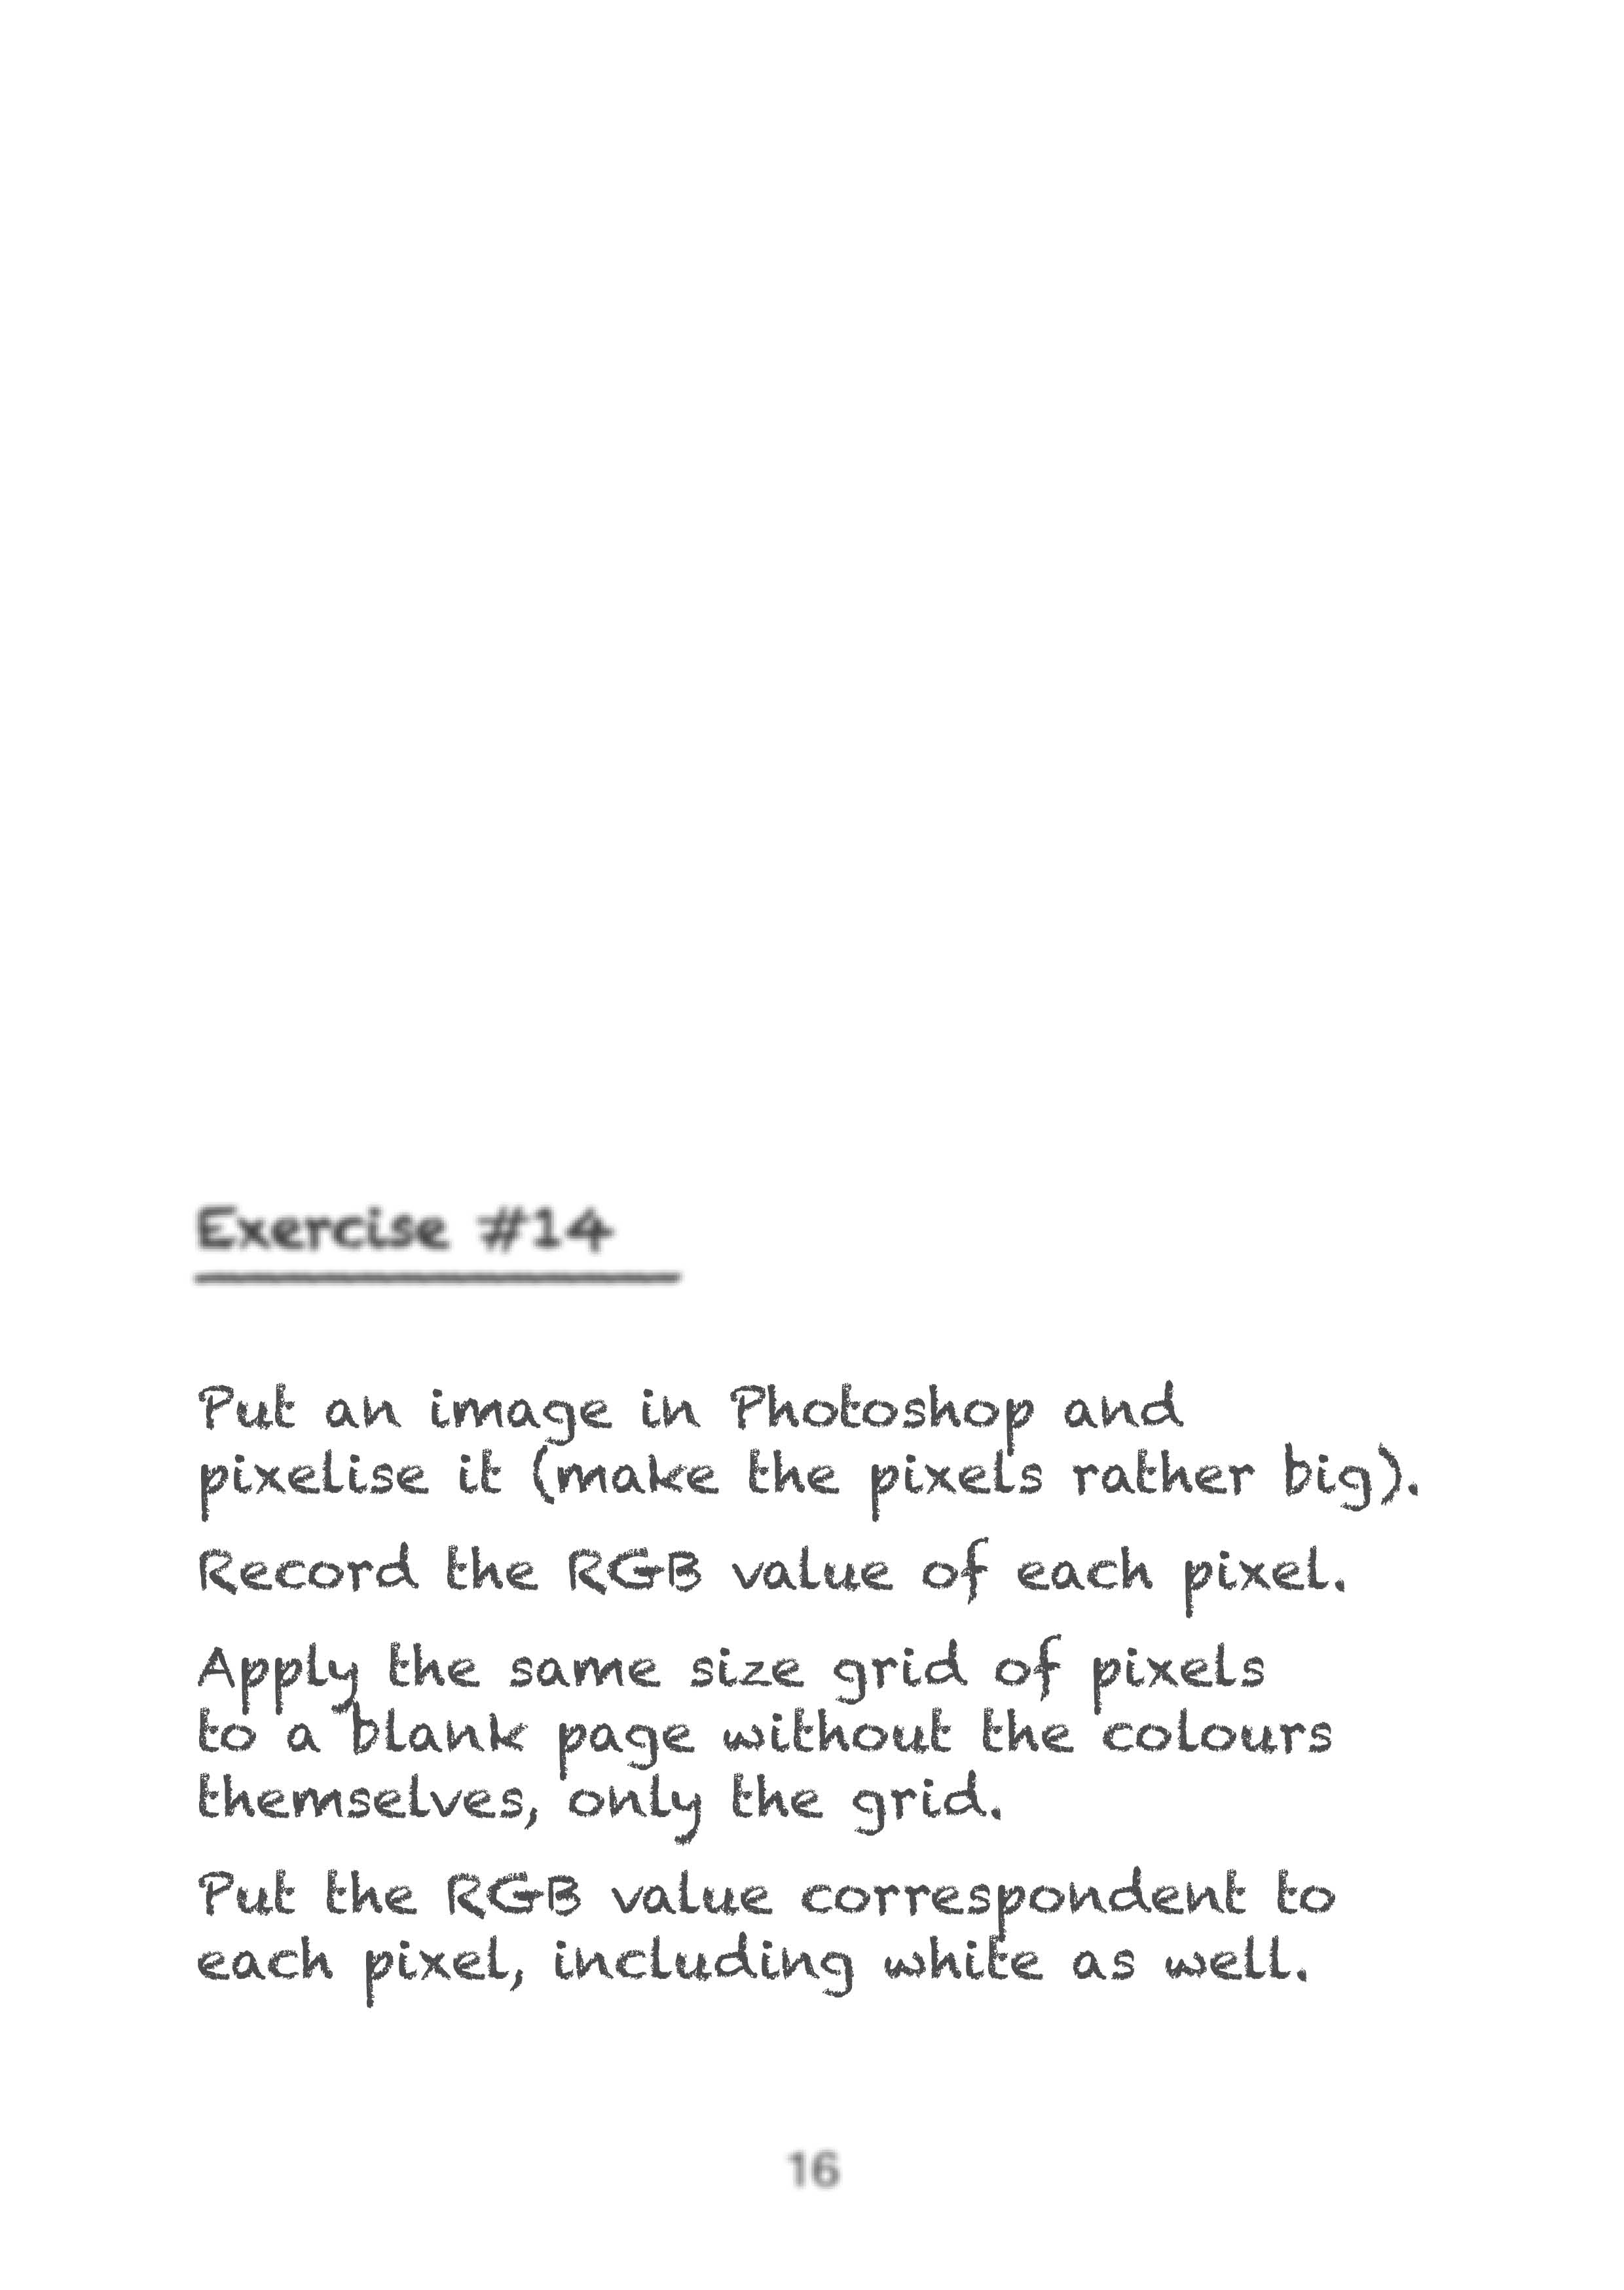 Exercise #14
Put an image in Photoshop and
pixelise it (make the pixels rather big).
Record the RGB value of each pixel.
Apply the same size grid of pixels
to a blank page without the colours
themselves, only the grid.
Put the RGB value correspondent to
each pixel, including white as well.
16